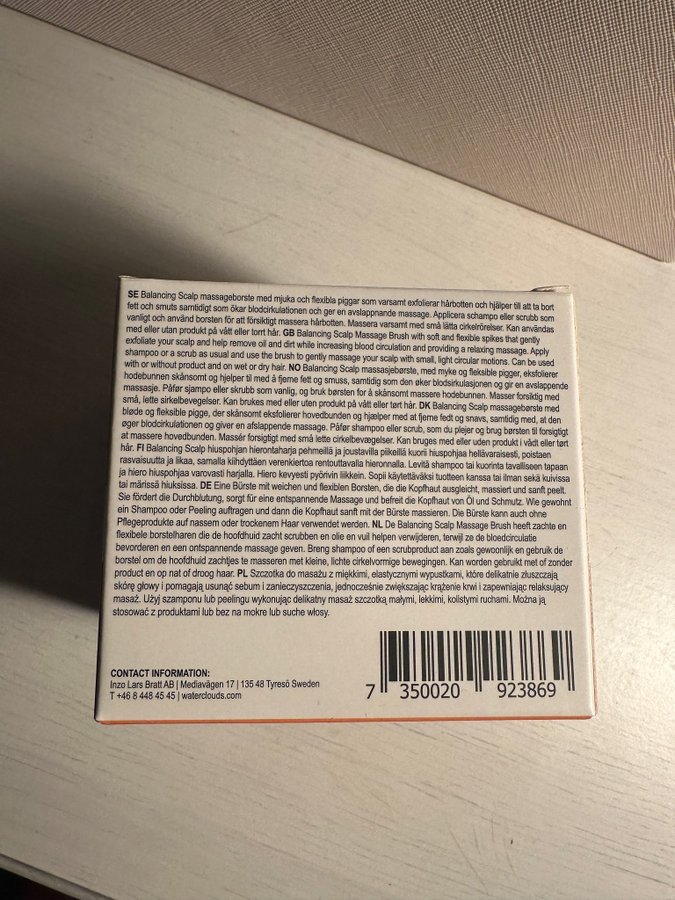 SE Balancing Scalp massageborste med mjuka och flexibla piggar som varsamt exfolierar hårbotten och hjälper till att ta bort
fett och smuts samtidigt som ökar blodcirkulationen och ger en avslappnande massage. Applicera schampo eller scrubb som
vanligt och använd borsten för att försiktigt massera hårbotten. Massera varsamt med små lätta cirkelrörelser. Kan användas
med eller utan produkt på vått eller torrt hår. GB Balancing Scalp Massage Brush with soft and flexible spikes that gently
exfoliate your scalp and help remove oil and dirt while increasing blood circulation and providing a relaxing massage. Apply
shampoo or a scrub as usual and use the brush to gently massage your scalp with small, light circular motions. Can be used
with or without product and on wet or dry hair. NO Balancing Scalp massasjebørste, med myke og fleksible pigger, eksfolierer
hodebunnen skånsomt og hjelper til med å fjerne fett og smuss, samtidig som den øker blodsirkulasjonen og gir en avslappende
massasje. Påfør sjampo eller skrubb som vanlig, og bruk børsten for å skånsomt massere hodebunnen. Masser forsiktig med
små, lette sirkelbevegelser. Kan brukes med eller uten produkt på vått eller tørt hår. DK Balancing Scalp massagebørste med
bløde og fleksible pigge, der skånsomt eksfolierer hovedbunden og hjælper med at fjerne fedt og snavs, samtidig med, at den
øger blodcirkulationen og giver en afslappende massage. Påfør shampoo eller scrub, som du plejer og brug børsten til forsigtigt
at massere hovedbunden. Massér forsigtigt med små lette cirkelbevægelser. Kan bruges med eller uden produkt i vådt eller tørt
hår. FI Balancing Scalp hiuspohjan hierontaharja pehmeillä ja joustavilla piikeillä kuorii hiuspohjaa hellävaraisesti, poistaen
rasvaisuutta ja likaa, samalla kiihdyttäen verenkiertoa rentouttavalla hieronnalla. Levitä shampoo tai kuorinta tavalliseen tapaan
ja hiero hiuspohjaa varovasti harjalla. Hiero kevyesti pyörivin liikkein. Sopii käytettäväksi tuotteen kanssa tai ilman sekä kuivissa
tai märissä hiuksissa. DE Eine Bürste mit weichen und flexiblen Borsten, die die Kopfhaut ausgleicht, massiert und sanft peelt.
Sie fördert die Durchblutung, sorgt für eine entspannende Massage und befreit die Kopfhaut von Öl und Schmutz. Wie gewohnt
ein Shampoo oder Peeling auftragen und dann die Kopfhaut sanft mit der Bürste massieren. Die Bürste kann auch ohne
Pflegeprodukte auf nassem oder trockenem Haar verwendet werden. NL De Balancing Scalp Massage Brush heeft zachte en
flexibele borstelharen die de hoofdhuid zacht scrubben en olie en vuil helpen verwijderen, terwijl ze de bloedcirculatie
bevorderen en een ontspannende massage geven. Breng shampoo of een scrubproduct aan zoals gewoonlijk en gebruik de
borstel om de hoofdhuid zachtjes te masseren met kleine, lichte cirkelvormige bewegingen. Kan worden gebruikt met of zonder
product en op nat of droog haar. PL Szczotka do masażu z miękkimi, elastycznymi wypustkami, które delikatnie złuszczają
skórę głowy i pomagają usunąć sebum i zanieczyszczenia, jednocześnie zwiększając krążenie krwi i zapewniając relaksujący
masaż. Użyj szamponu lub peelingu wykonując delikatny masaż szczotką małymi, lekkimi, kolistymi ruchami. Można ją
stosować z produktami lub bez na mokre lub suche włosy.
CONTACT INFORMATION:
Inzo Lars Bratt AB | Mediavägen 17 | 135 48 Tyresö Sweden
T +46 8 448 45 45 | waterclouds.com
7 350020 923869